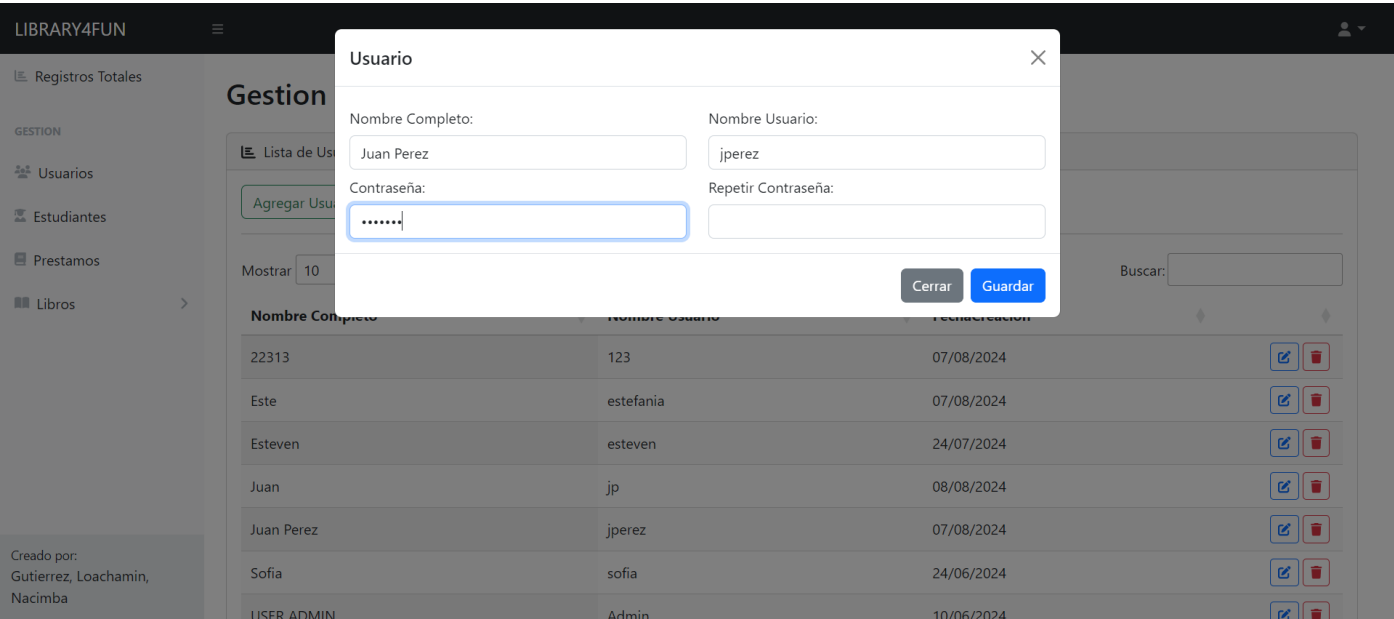 LIBRARY4FUN
Registros Totales
GESTION
Usuarios
Estudiantes
Prestamos
Libros
Creado por:
Gutierrez, Loachamin,
Nacimba
Gestion
Lista de Us
Agregar Usu
Usuario
Nombre Completo:
Nombre Usuario:
Juan Perez
jperez
Contraseña:
Repetir Contraseña:
•••••••
Cerrar
Guardar
Mostrar 10
Buscar:
Nombre Completo
Nombre Usuario
FechaCreacion
22313 123 07/08/2024
Este estefania 07/08/2024
Esteven esteven 24/07/2024
Juan jp 08/08/2024
Juan Perez jperez 07/08/2024
Sofia sofia 24/06/2024
USER ADMIN Admin 10/06/2024